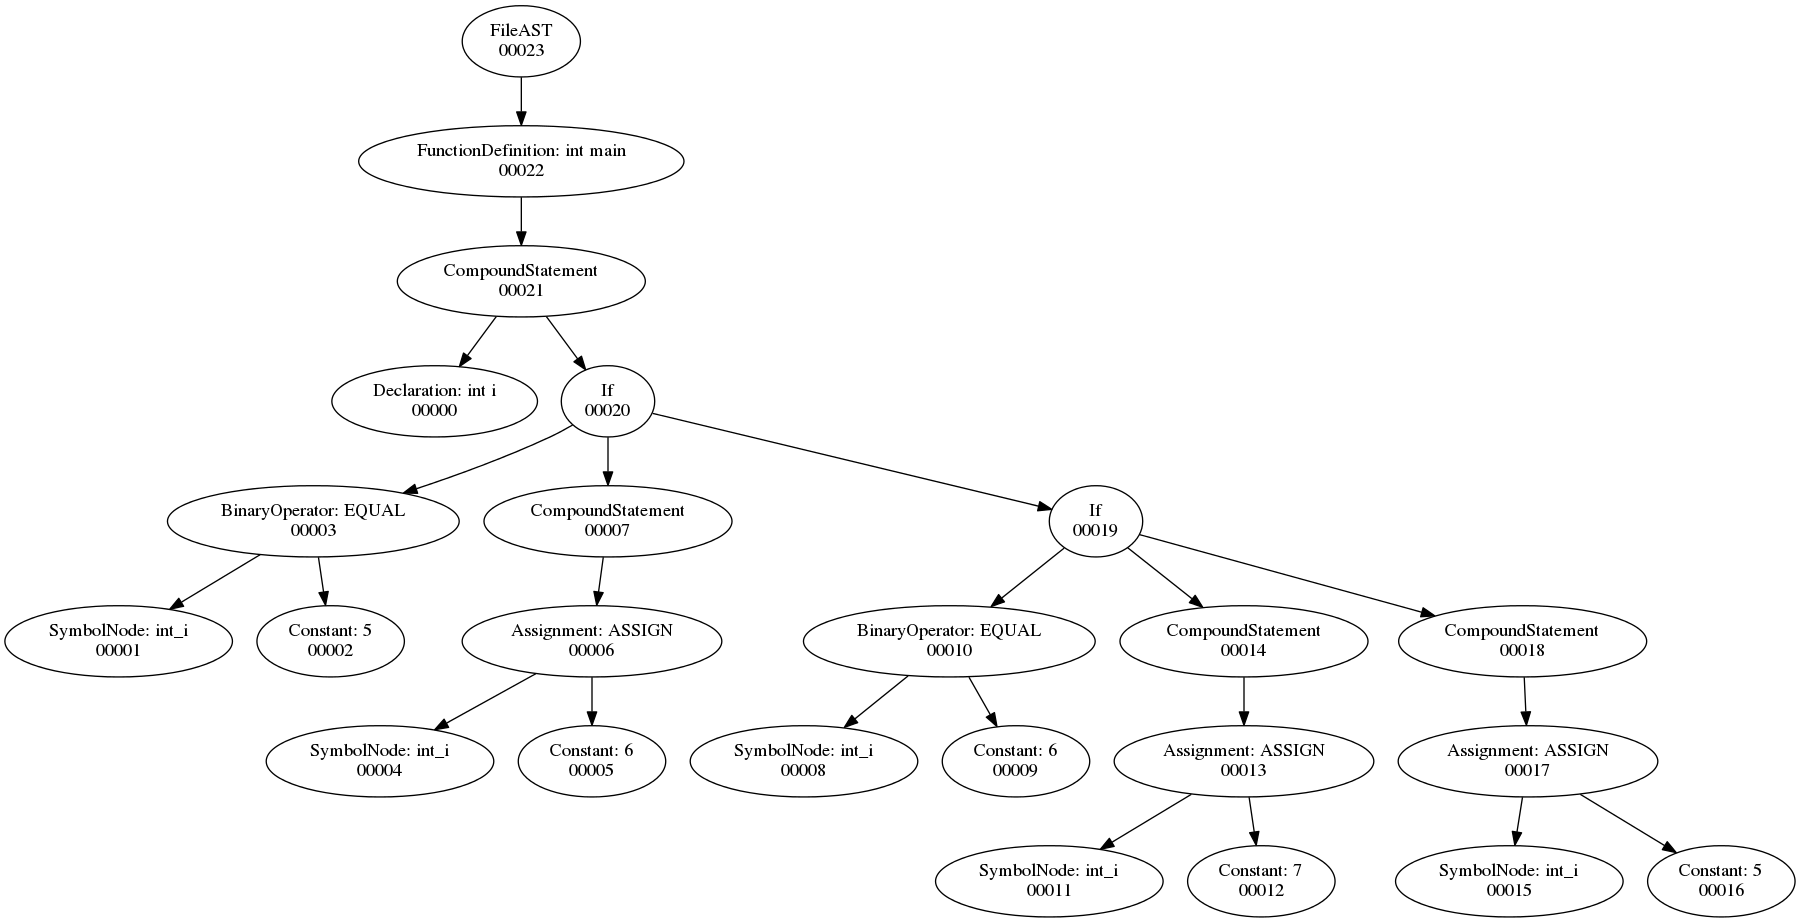 FileAST
00023
FunctionDefinition: int main
00022
CompoundStatement
00021
Declaration: int i
00000
If
00020
BinaryOperator: EQUAL
00003
CompoundStatement
00007
If
00019
SymbolNode: int_i
00001
Constant: 5
00002
Assignment: ASSIGN
00006
BinaryOperator: EQUAL
00010
CompoundStatement
00014
CompoundStatement
00018
SymbolNode: int_i
00004
Constant: 6
00005
SymbolNode: int_i
00008
Constant: 6
00009
Assignment: ASSIGN
00013
Assignment: ASSIGN
00017
SymbolNode: int_i
00011
Constant: 7
00012
SymbolNode: int_i
00015
Constant: 5
00016